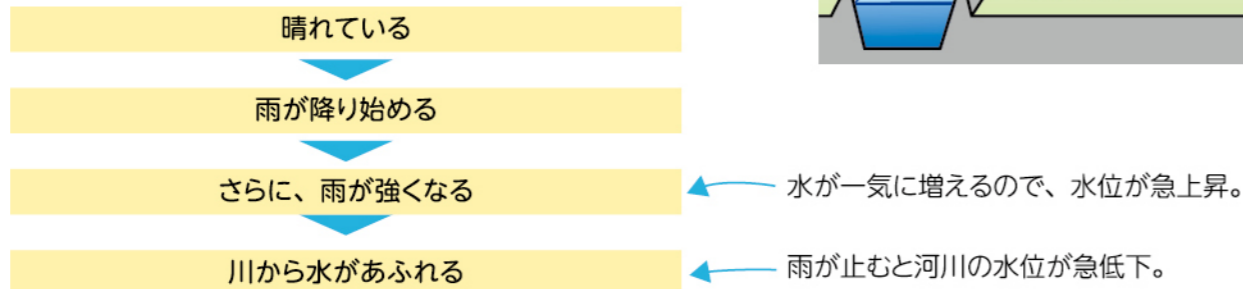 晴れている
雨が降り始める
さらに、雨が強くなる
水が一気に増えるので、水位が急上昇。
川から水があふれる
雨が止むと河川の水位が急低下。